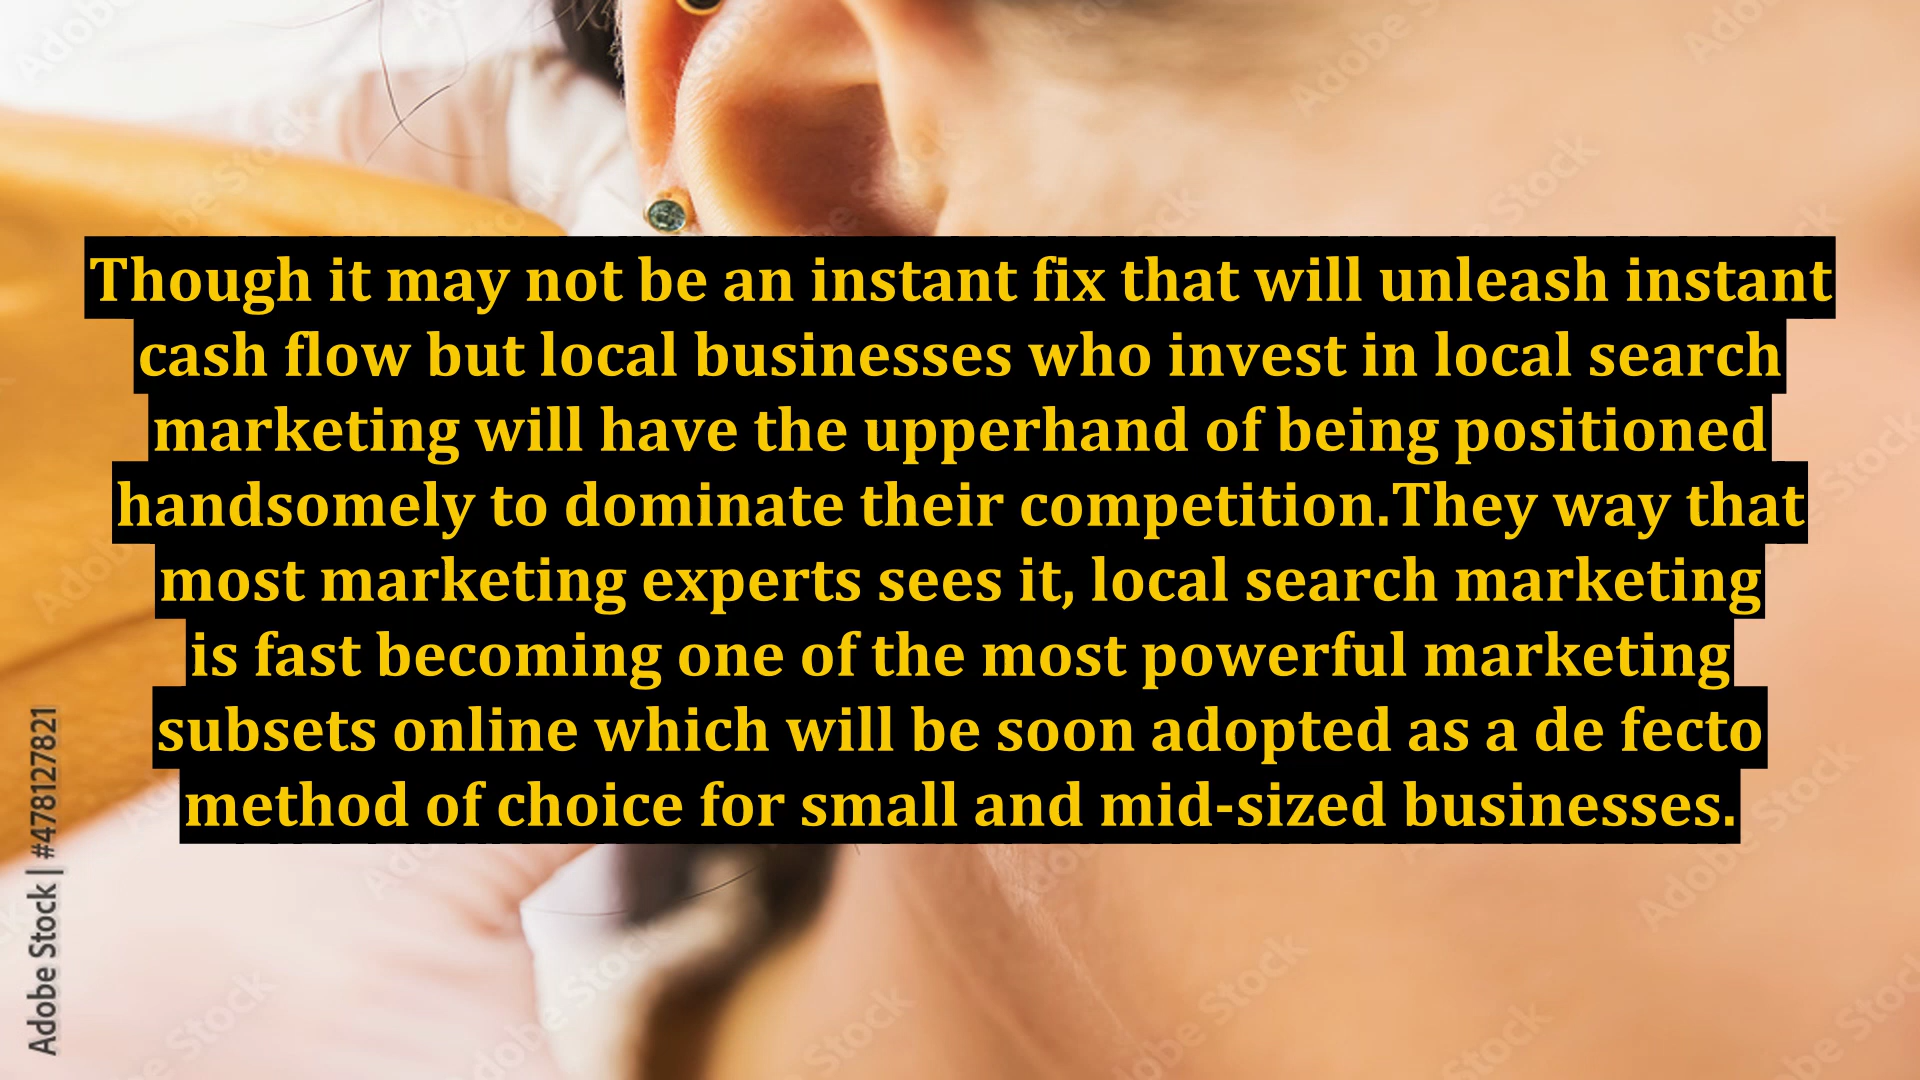 Though it may not be an instant fix that will unleash instant
cash flow but local businesses who invest in local search
marketing will have the upperhand of being positioned
handsomely to dominate their competition.They way that
most marketing experts sees it, local search marketing
is fast becoming one of the most powerful marketing
subsets online which will be soon adopted as a de fecto
method of choice for small and mid-sized businesses.
Adobe Stock | #478127821